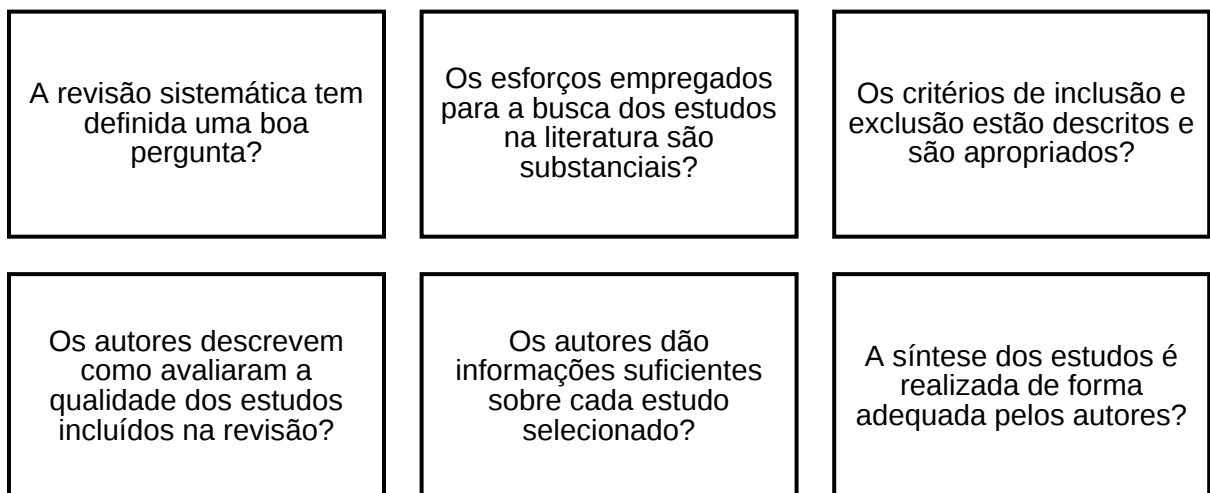 A revisão sistemática tem
definida uma boa
pergunta?
Os esforços empregados
para a busca dos estudos
na literatura são
substanciais?
Os critérios de inclusão e
exclusão estão descritos e
são apropriados?
Os autores descrevem
como avaliaram a
qualidade dos estudos
incluídos na revisão?
Os autores dão
informações suficientes
sobre cada estudo
selecionado?
A síntese dos estudos é
realizada de forma
adequada pelos autores?